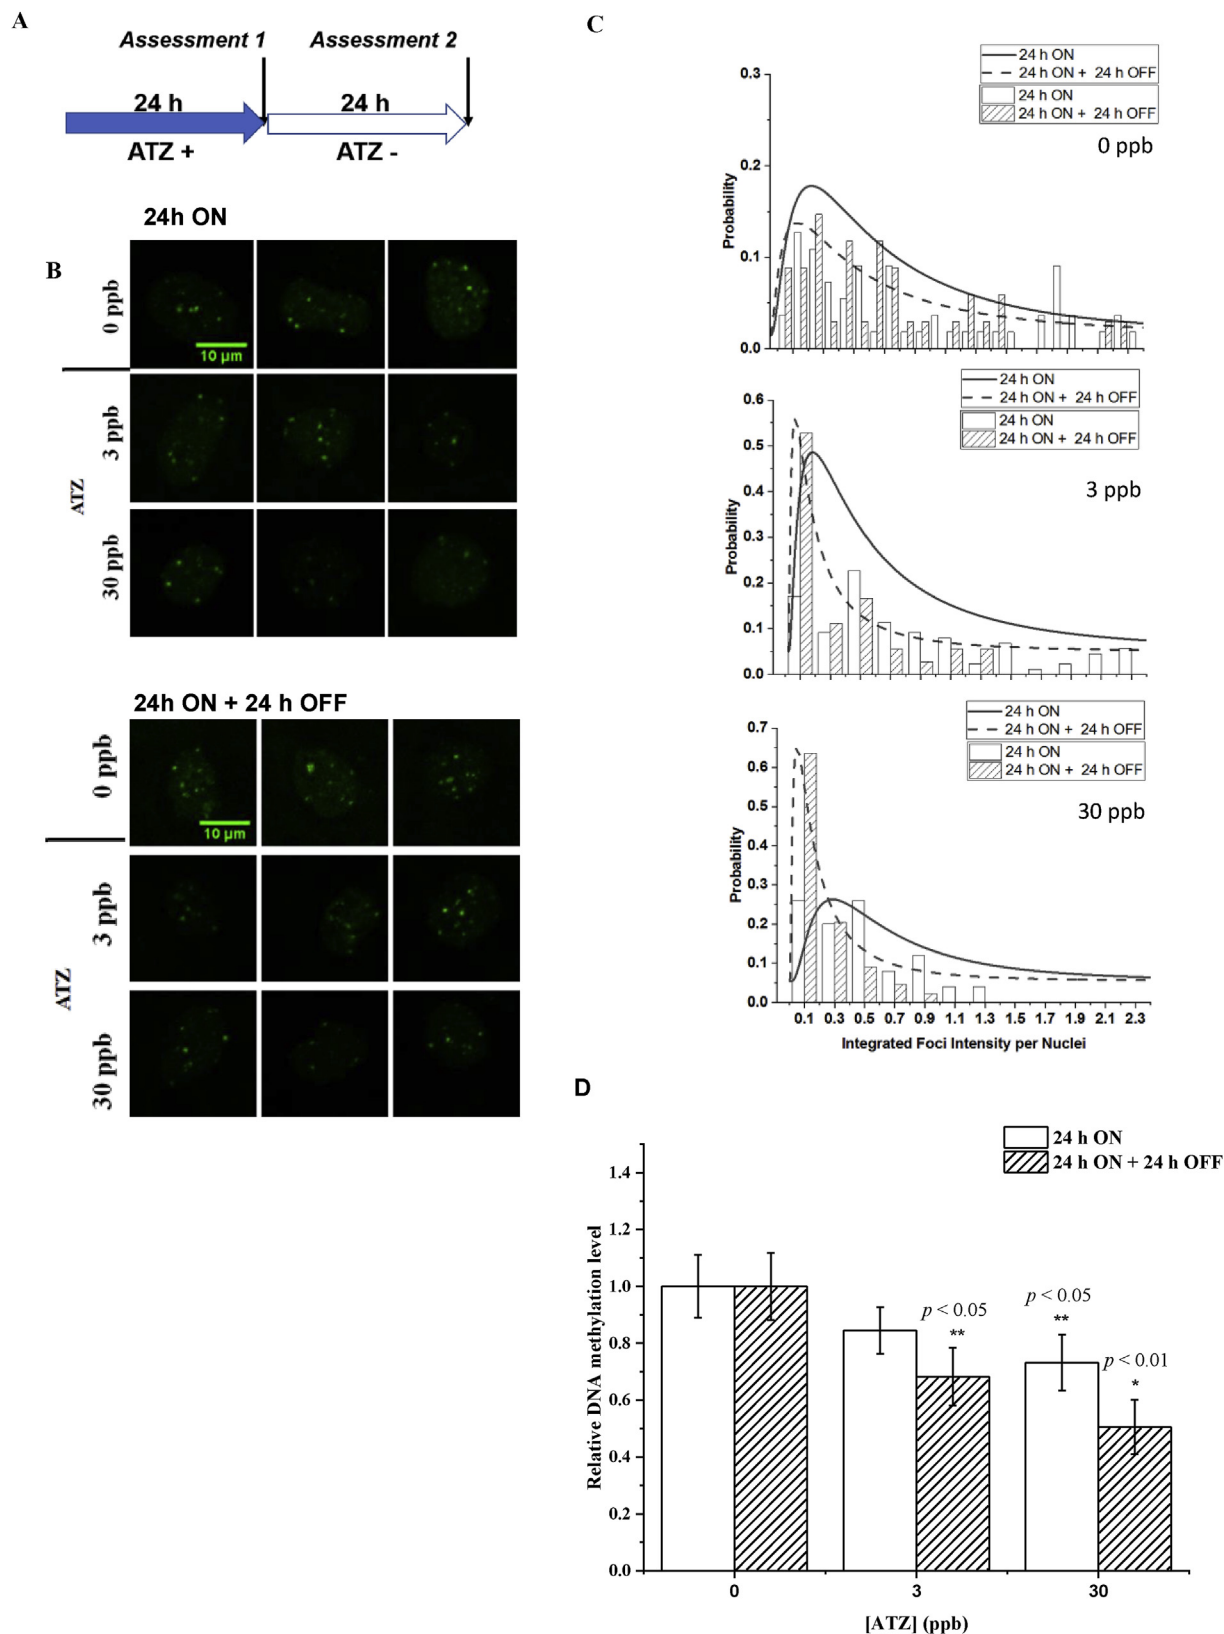 A
Assessment 1 Assessment 2
24 h 24 h
ATZ + ATZ -
B
24h ON
0 ppb
10 µm
3 ppb
30 ppb
ATZ
24h ON + 24 h OFF
0 ppb
10 µm
3 ppb
30 ppb
ATZ
C
24 h ON
24 h ON + 24 h OFF
24 h ON
24 h ON + 24 h OFF
0 ppb
Probability
0.3
0.2
0.1
0.0
24 h ON
24 h ON + 24 h OFF
24 h ON
24 h ON + 24 h OFF
3 ppb
Probability
0.6
0.5
0.4
0.3
0.2
0.1
0.0
24 h ON
24 h ON + 24 h OFF
24 h ON
24 h ON + 24 h OFF
30 ppb
Probability
0.7
0.6
0.5
0.4
0.3
0.2
0.1
0.0
0.1 0.3 0.5 0.7 0.9 1.1 1.3 1.5 1.7 1.9 2.1 2.3
Integrated Foci Intensity per Nuclei
D
24 h ON
24 h ON + 24 h OFF
Relative DNA methylation level
1.4
1.2
1.0
0.8
0.6
0.4
0.2
0.0
p < 0.05
**
p < 0.05
**
p < 0.01
*
0 3 30
[ATZ] (ppb)